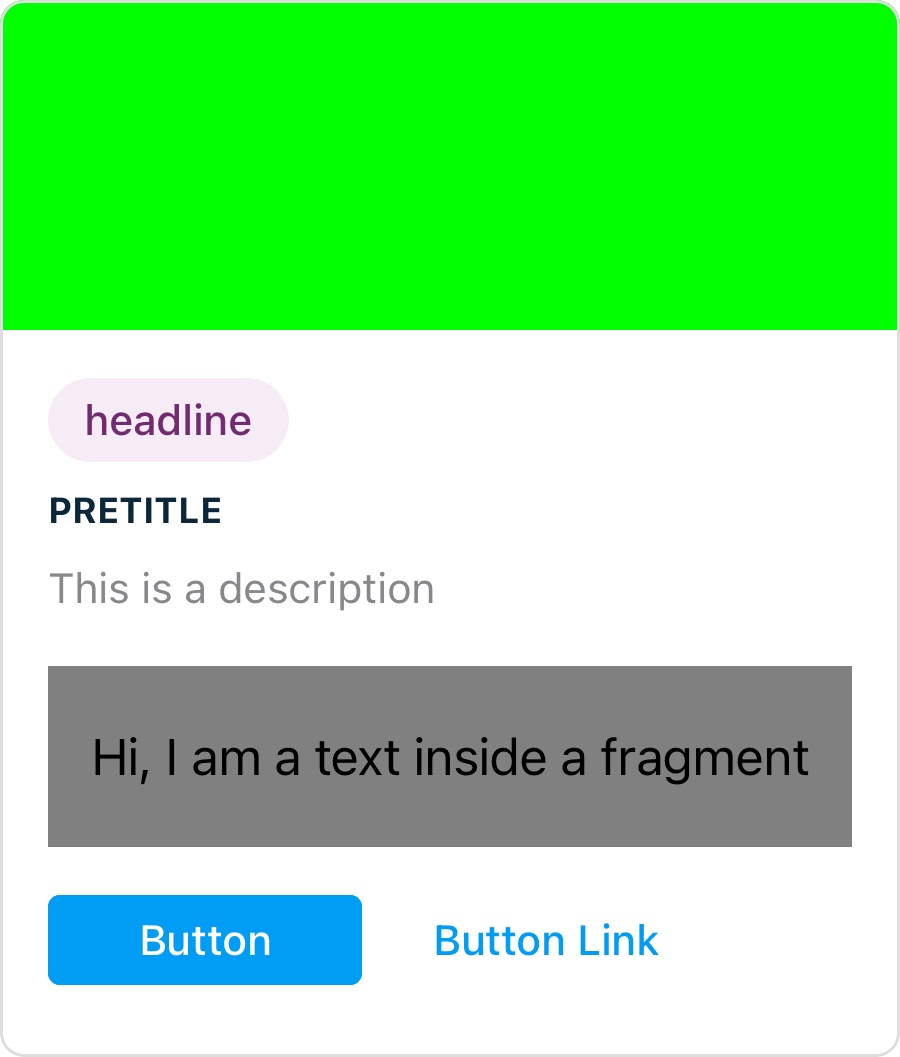 headline
PRETITLE
This is a description
Hi, I am a text inside a fragment
Button
Button Link